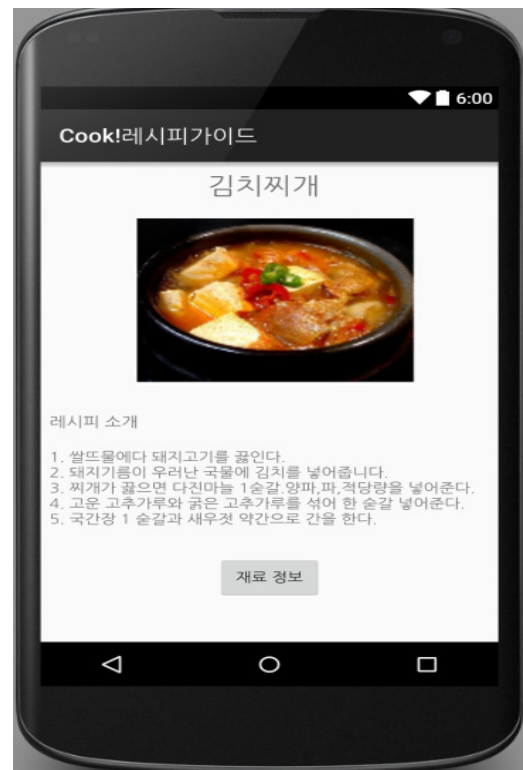 6:00
Cook!레시피가이드
김치찌개
레시피 소개
1. 쌀뜨물에다 돼지고기를 끓인다.
2. 돼지기름이 우러난 국물에 김치를 넣어줍니다.
3. 찌개가 끓으면 다진마늘 1숟갈.양파,파,적당량을 넣어준다.
4. 고운 고추가루와 굵은 고추가루를 섞어 한 숟갈 넣어준다.
5. 국간장 1 숟갈과 새우젓 약간으로 간을 한다.
재료 정보